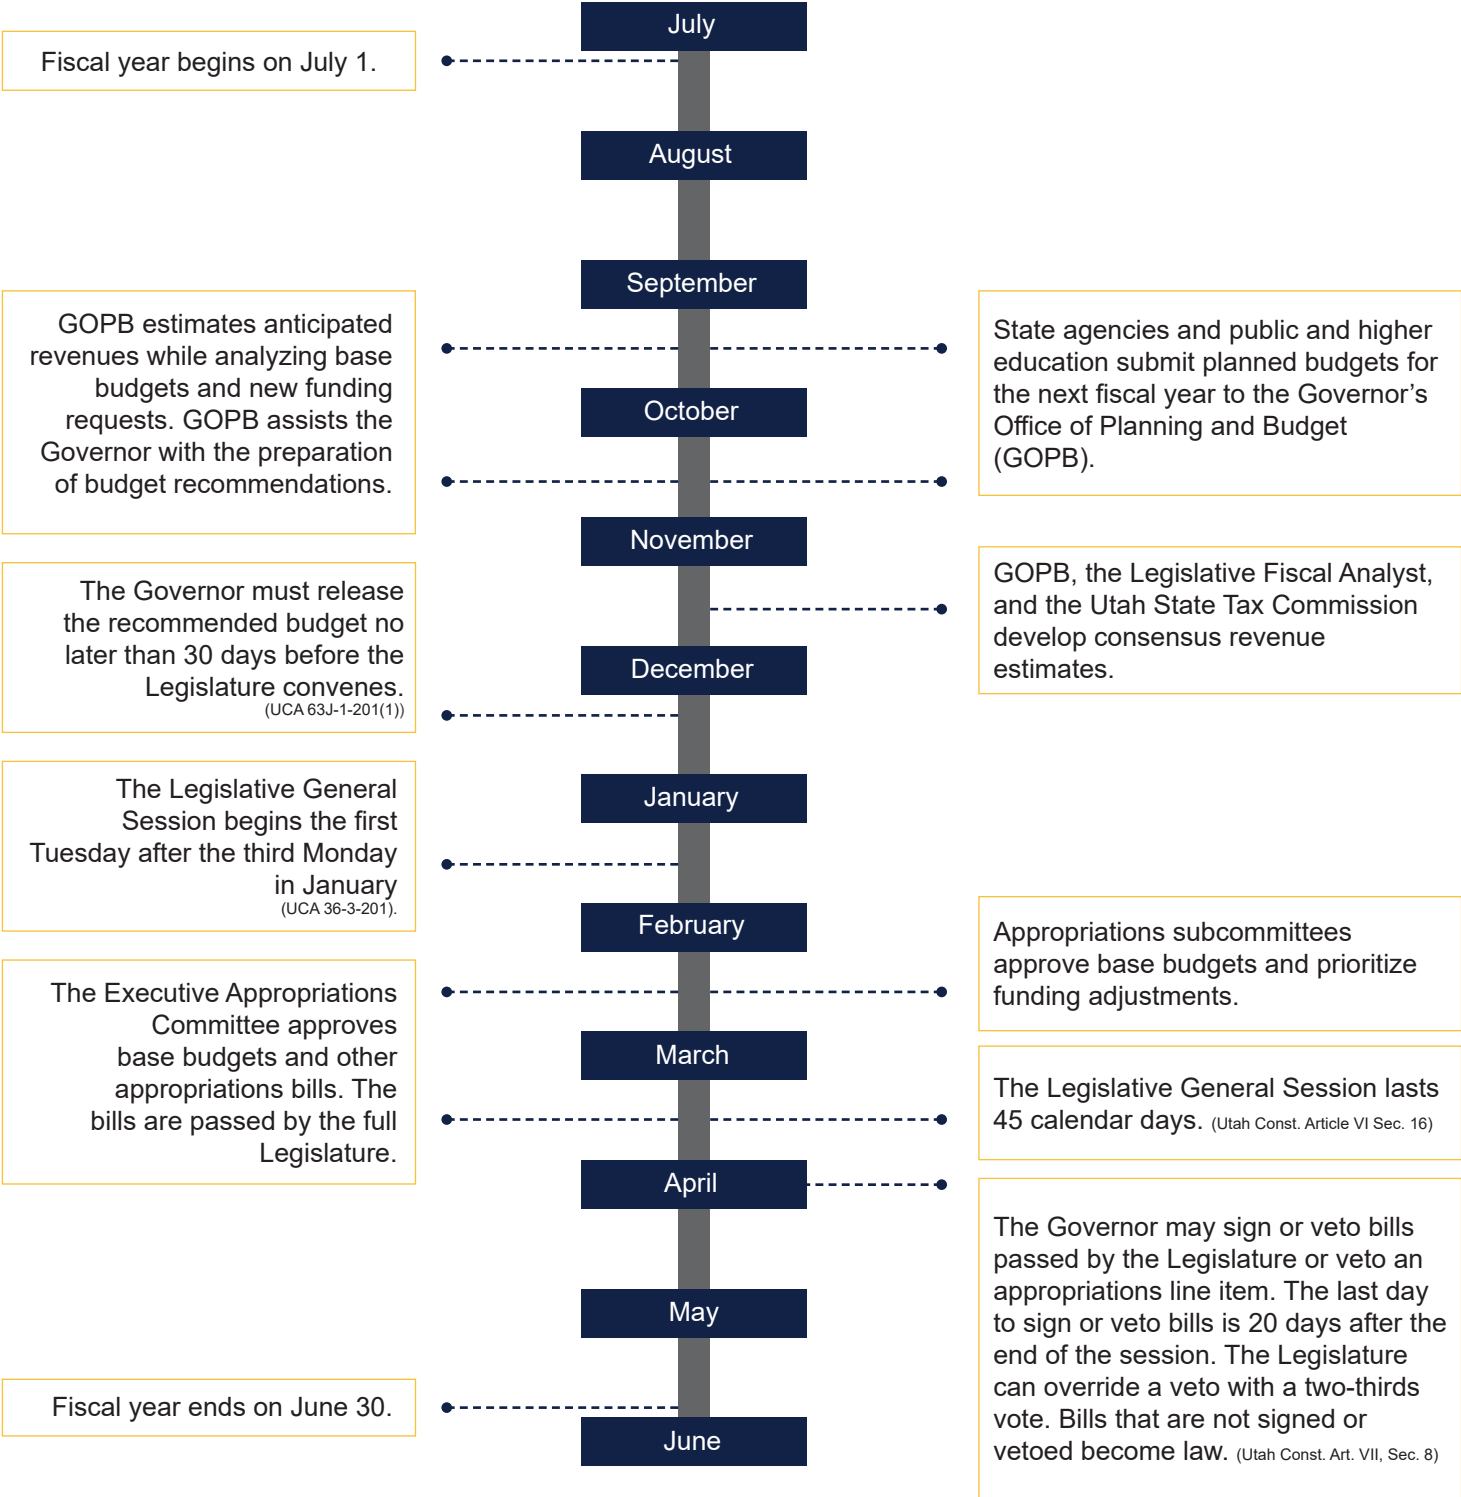 July
Fiscal year begins on July 1.
August
September
GOPB estimates anticipated
revenues while analyzing base
budgets and new funding
requests. GOPB assists the
Governor with the preparation
of budget recommendations.
State agencies and public and higher
education submit planned budgets for
the next fiscal year to the Governor’s
Office of Planning and Budget
(GOPB).
October
November
The Governor must release
the recommended budget no
later than 30 days before the
Legislature convenes.
(UCA 63J-1-201(1))
GOPB, the Legislative Fiscal Analyst,
and the Utah State Tax Commission
develop consensus revenue
estimates.
December
The Legislative General
Session begins the first
Tuesday after the third Monday
in January
(UCA 36-3-201).
January
February
Appropriations subcommittees
approve base budgets and prioritize
funding adjustments.
The Executive Appropriations
Committee approves
base budgets and other
appropriations bills. The
bills are passed by the full
Legislature.
March
The Legislative General Session lasts
45 calendar days. (Utah Const. Article VI Sec. 16)
April
The Governor may sign or veto bills
passed by the Legislature or veto an
appropriations line item. The last day
to sign or veto bills is 20 days after the
end of the session. The Legislature
can override a veto with a two-thirds
vote. Bills that are not signed or
vetoed become law. (Utah Const. Art. VII, Sec. 8)
May
Fiscal year ends on June 30.
June